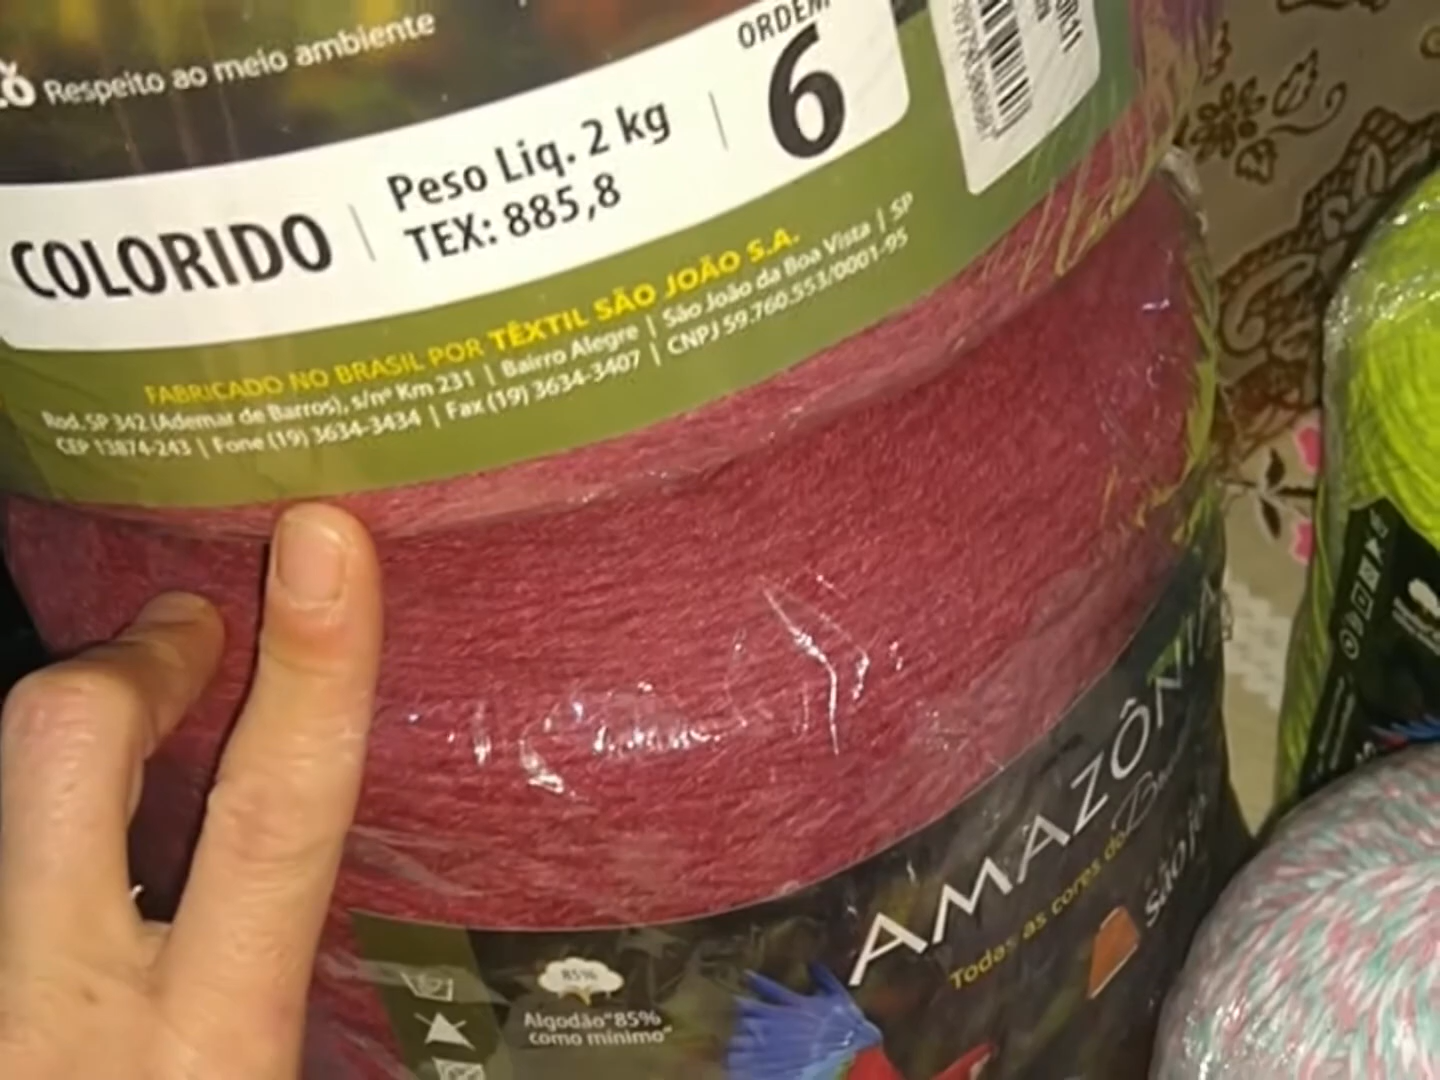 Respeito ao meio ambiente
COLORIDO
Peso Liq. 2 kg
TEX: 885,8
ORDEM
6
FABRICADO NO BRASIL POR TÊXTIL SÃO JOÃO S.A.
Rod. SP 342 (Ademar de Barros), s/nº Km 231 | Bairro Alegre | São João da Boa Vista | SP
CEP 13874-243 | Fone (19) 3634-3434 | Fax (19) 3634-3407 | CNPJ 59.760.553/0001-95
AMAZÔNIA
Todas as cores do
São Jo
85%
Algodão"85%
como mínimo"